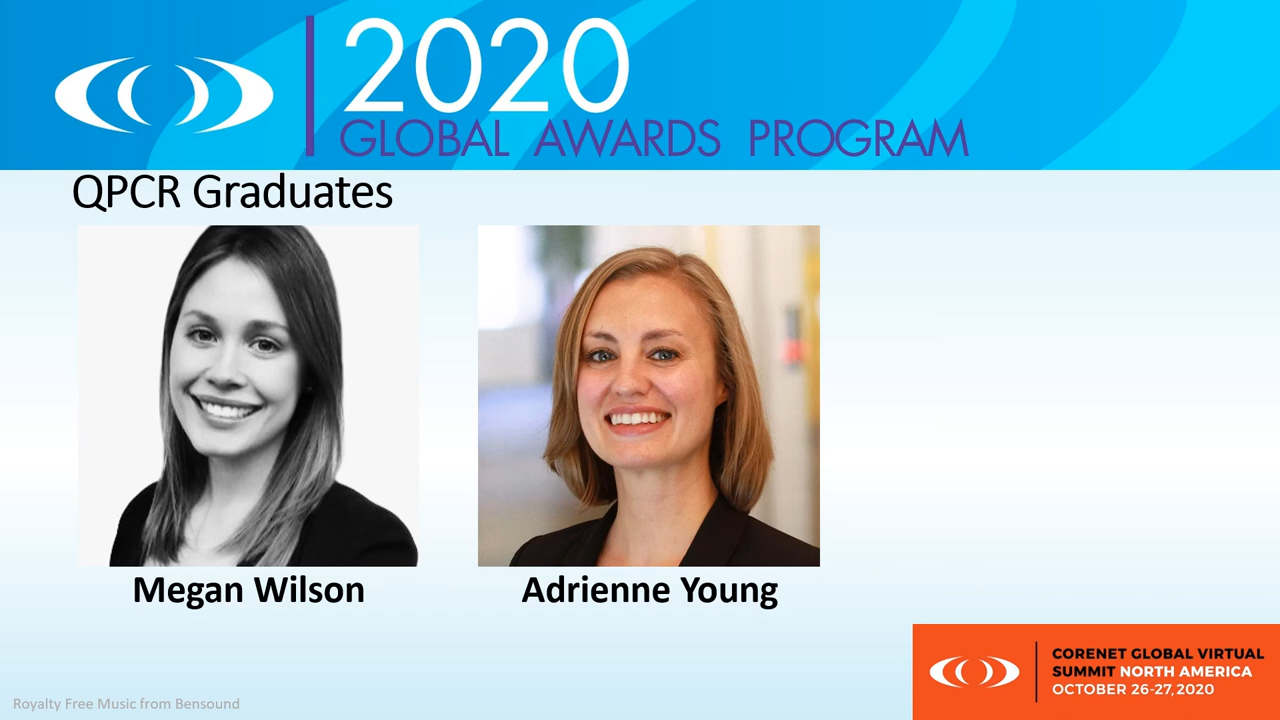 2020
GLOBAL AWARDS PROGRAM
QPCR Graduates
Megan Wilson
Adrienne Young
CORENET GLOBAL VIRTUAL
SUMMIT NORTH AMERICA
OCTOBER 26-27, 2020
Royalty Free Music from Bensound